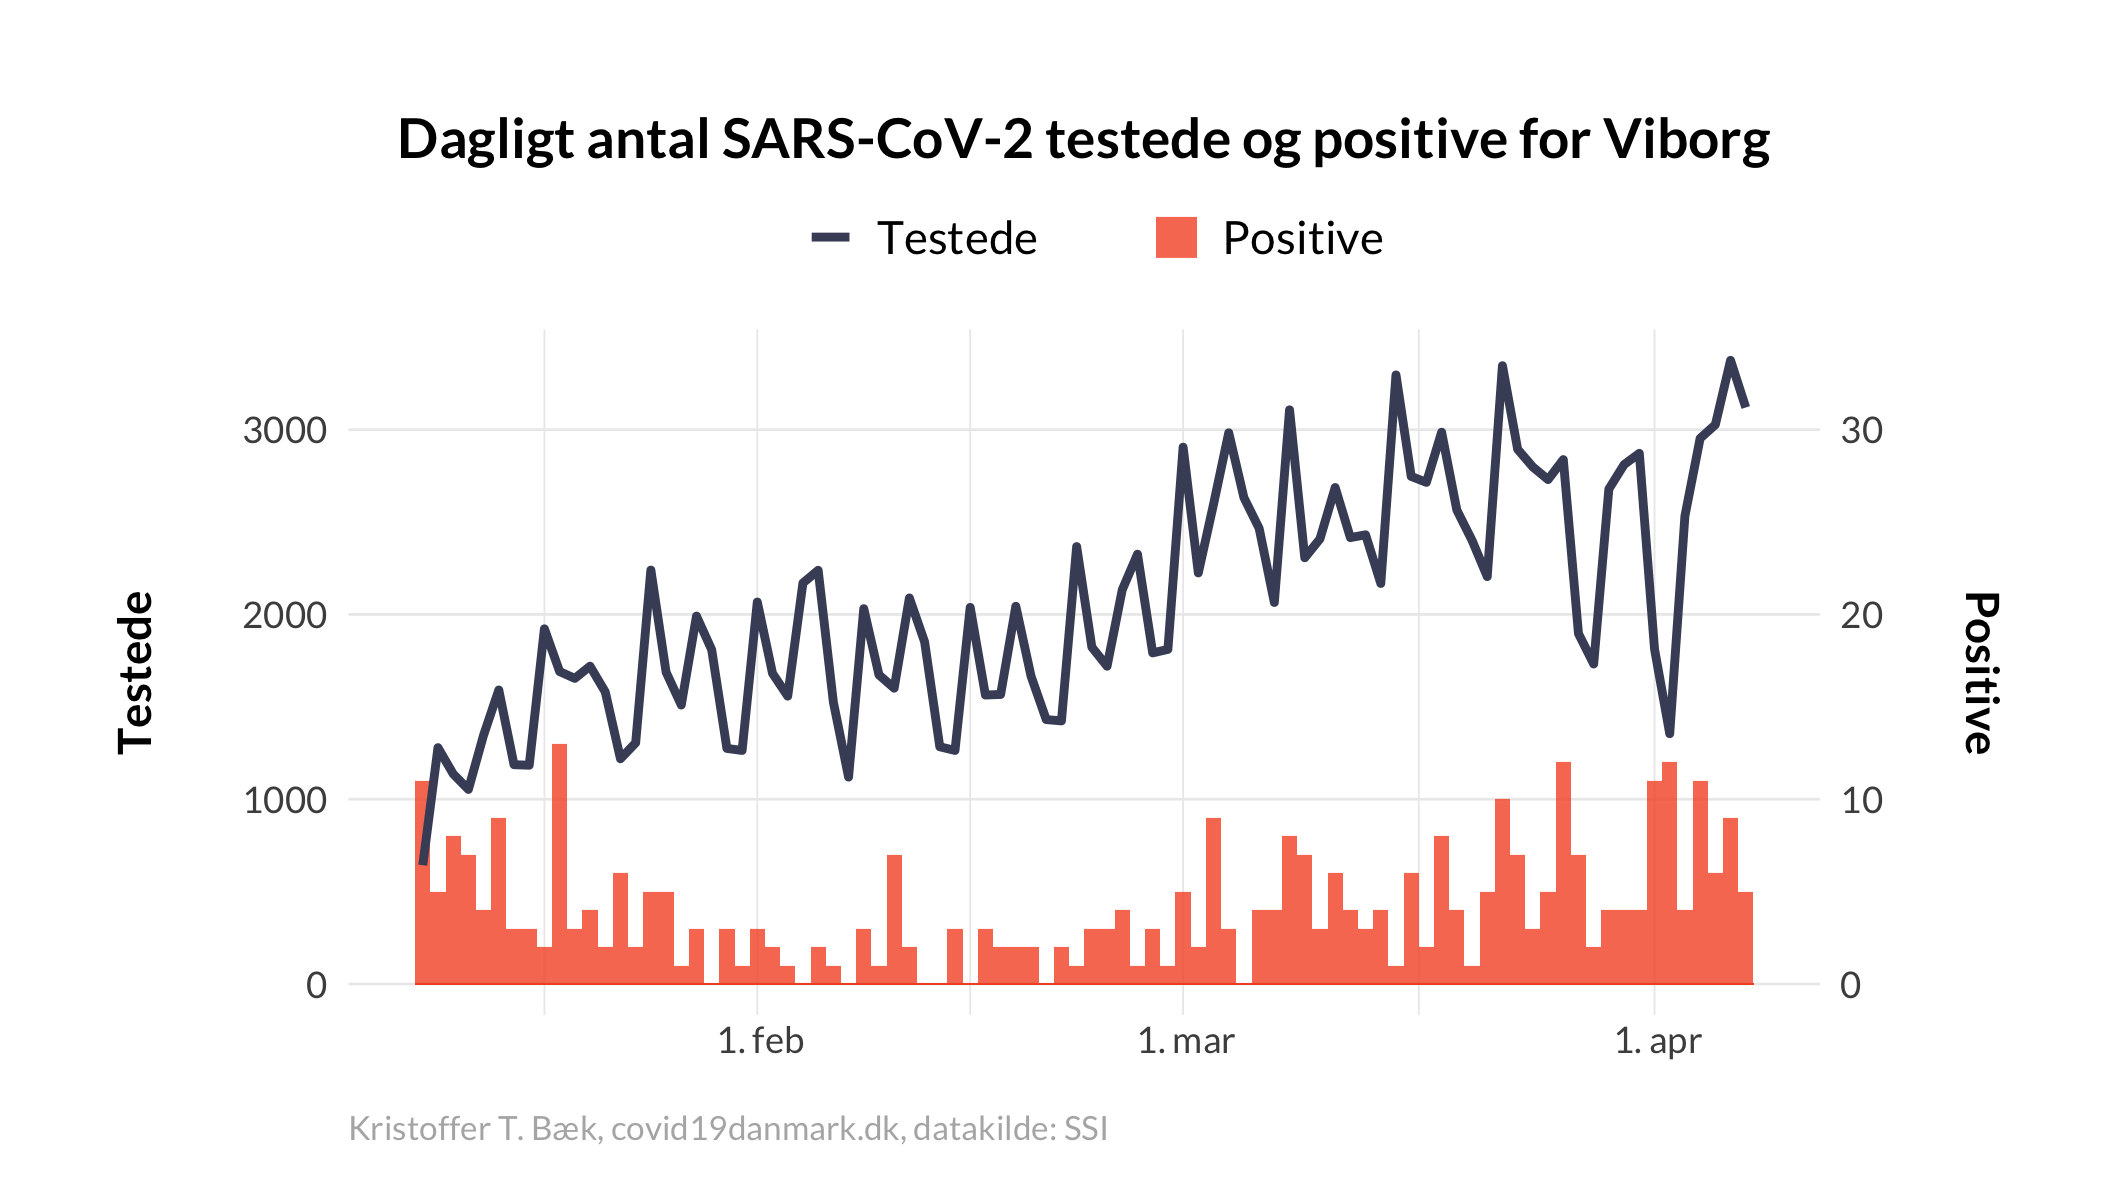 Dagligt antal SARS-CoV-2 testede og positive for Viborg
Testede
Positive
Testede
3000
2000
1000
0
30
20
10
0
Positive
1. feb
1. mar
1. apr
Kristoffer T. Bæk, covid19danmark.dk, datakilde: SSI